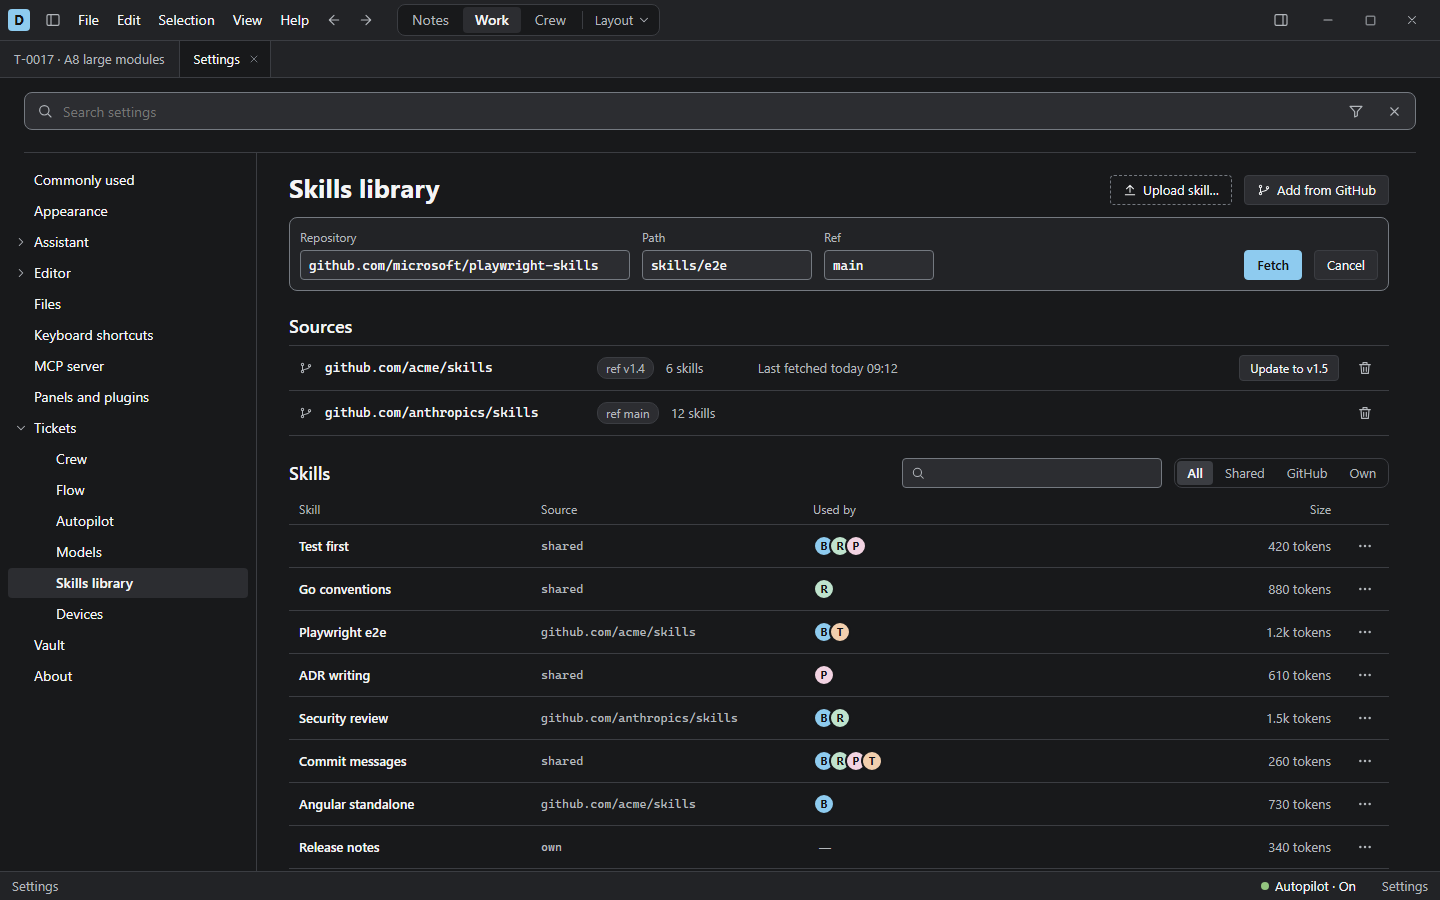 D File Edit Selection View Help Notes Work Crew Layout
T-0017 · A8 large modules Settings
Search settings
Commonly used
Appearance
Assistant
Editor
Files
Keyboard shortcuts
MCP server
Panels and plugins
Tickets
Crew
Flow
Autopilot
Models
Skills library
Devices
Vault
About
Skills library Upload skill... Add from GitHub
Repository Path Ref
github.com/microsoft/playwright-skills skills/e2e main Fetch Cancel
Sources
github.com/acme/skills ref v1.4 6 skills Last fetched today 09:12 Update to v1.5
github.com/anthropics/skills ref main 12 skills
Skills All Shared GitHub Own
Skill Source Used by Size
Test first shared B R P 420 tokens
Go conventions shared R 880 tokens
Playwright e2e github.com/acme/skills B T 1.2k tokens
ADR writing shared P 610 tokens
Security review github.com/anthropics/skills B R 1.5k tokens
Commit messages shared B R P T 260 tokens
Angular standalone github.com/acme/skills B 730 tokens
Release notes own — 340 tokens
Settings Autopilot · On Settings